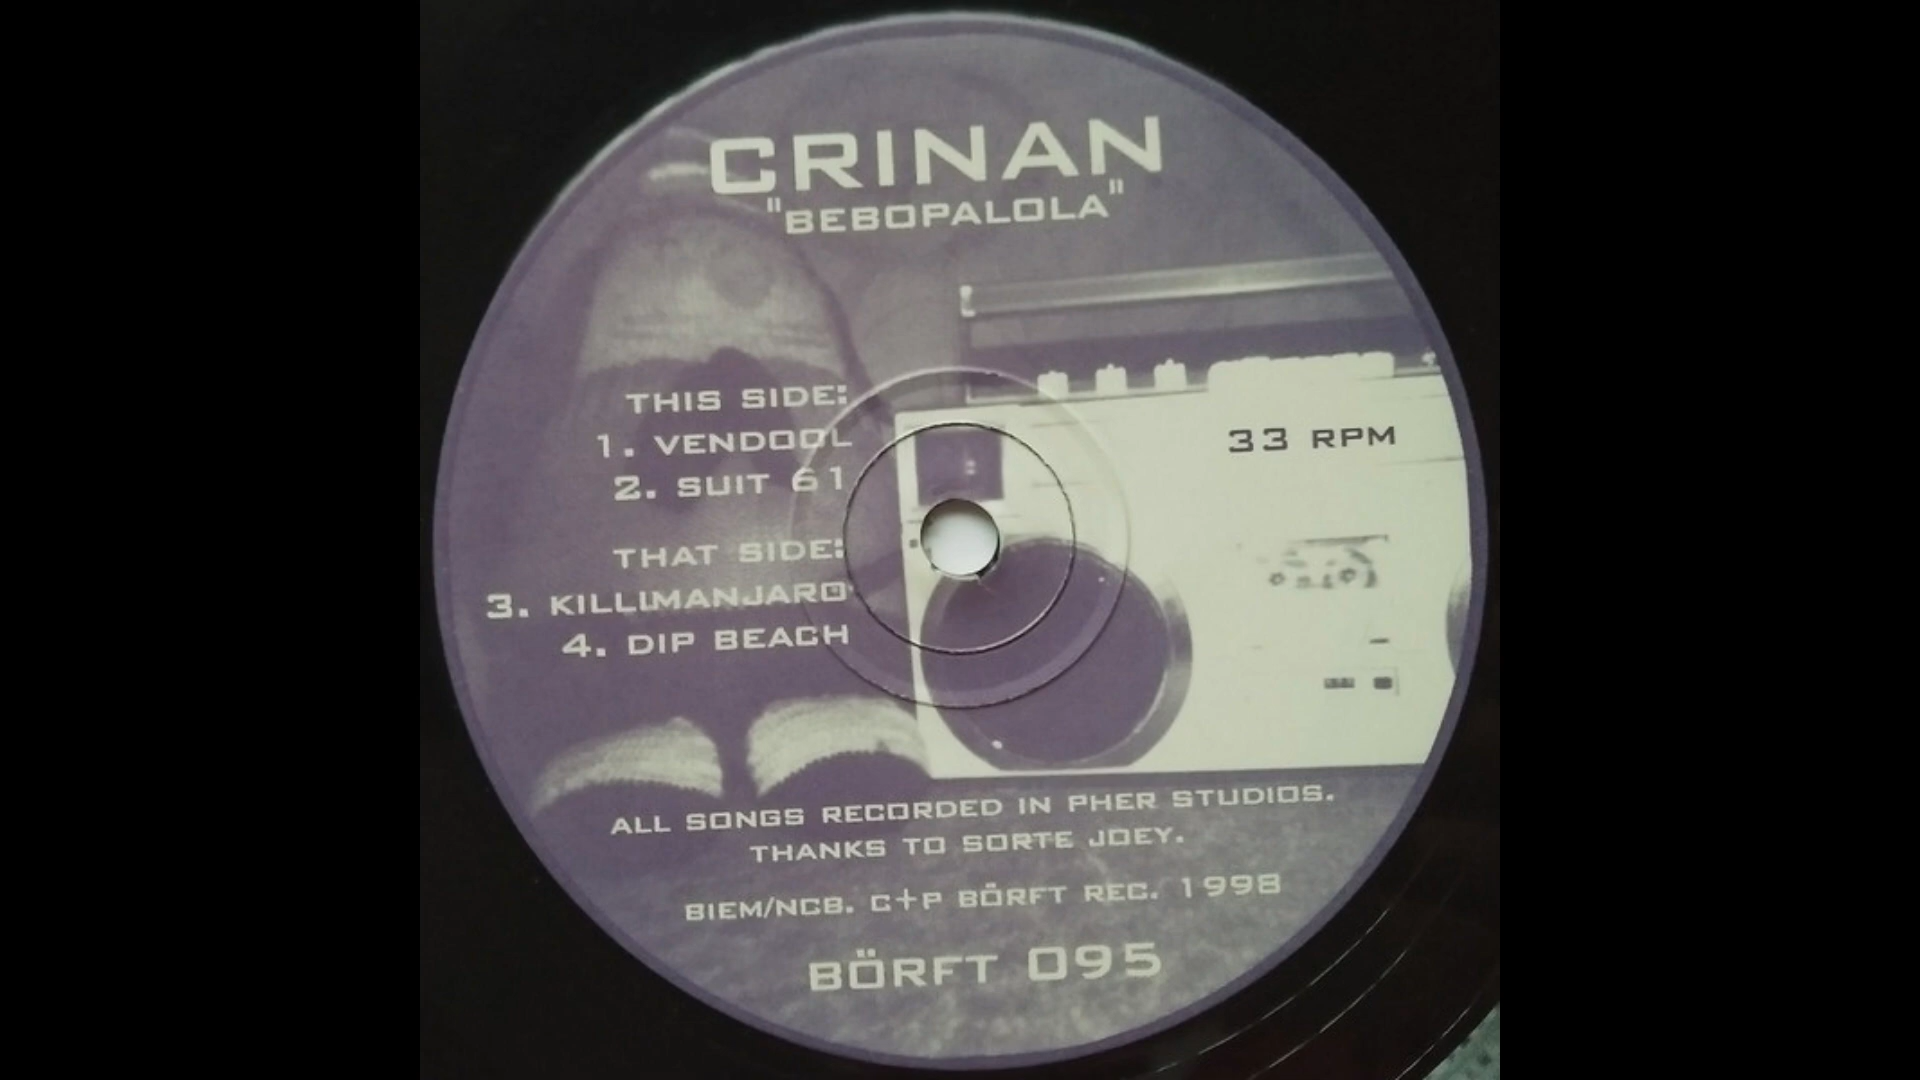 CRINAN
"BEBOPALOLA"
THIS SIDE:
1. VENDOOL
2. SUIT 61
33 RPM
THAT SIDE:
3. KILLIMANJARO
4. DIP BEACH
ALL SONGS RECORDED IN PHER STUDIOS.
THANKS TO SORTE JOEY.
BIEM/NCB. C+P BÖRFT REC. 1998
BÖRFT 095